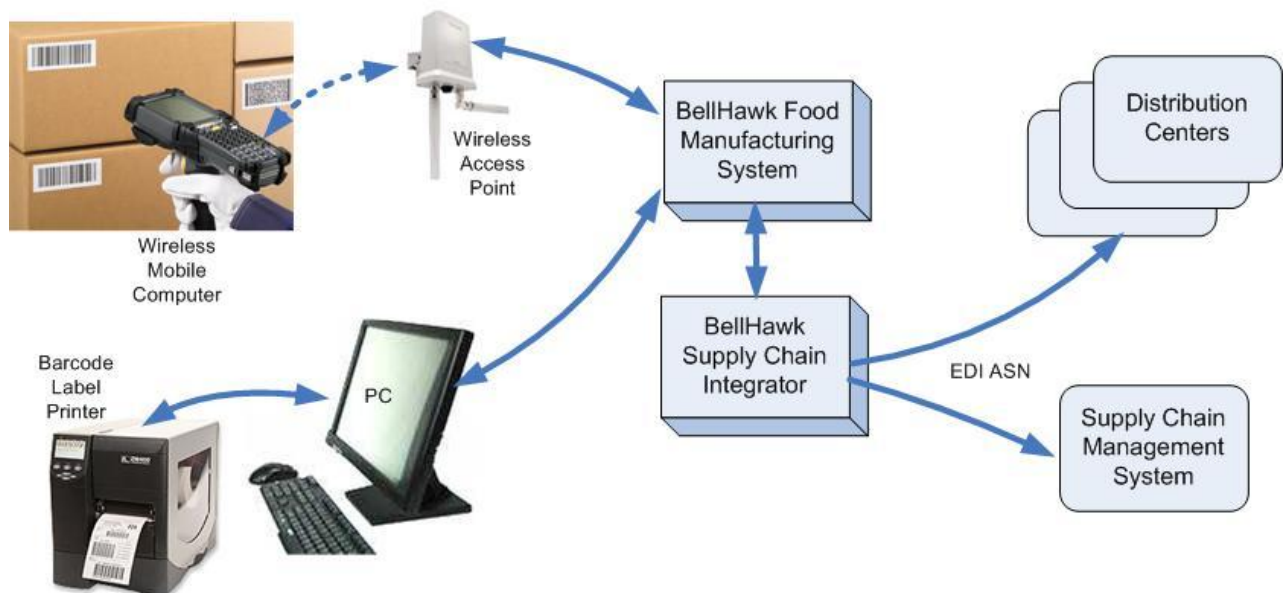 Wireless
Access
Point
BellHawk Food
Manufacturing
System
Distribution
Centers
Wireless
Mobile
Computer
BellHawk
Supply Chain
Integrator
EDI ASN
Barcode
Label
Printer
PC
Supply Chain
Management
System